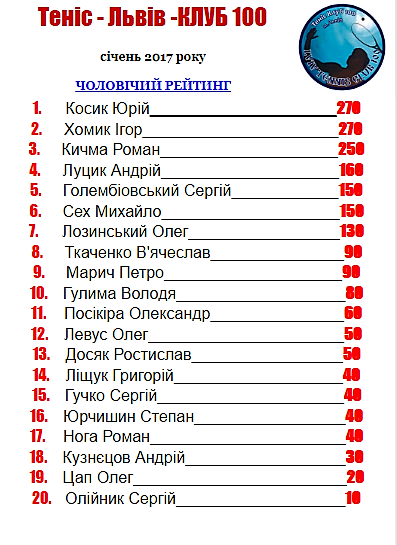 Теніс - Львів -КЛУБ 100
січень 2017 року
ЧОЛОВІЧИЙ РЕЙТИНГ
1. Косик Юрій 270
2. Хомик Ігор 270
3. Кичма Роман 250
4. Луцик Андрій 160
5. Голембіовський Сергій 150
6. Сех Михайло 150
7. Лозинський Олег 130
8. Ткаченко В'ячеслав 90
9. Марич Петро 90
10. Гулима Володя 80
11. Посікіра Олександр 60
12. Левус Олег 50
13. Досяк Ростислав 50
14. Ліщук Григорій 40
15. Гучко Сергій 40
16. Юрчишин Степан 40
17. Нога Роман 40
18. Кузнєцов Андрій 30
19. Цап Олег 20
20. Олійник Сергій 10